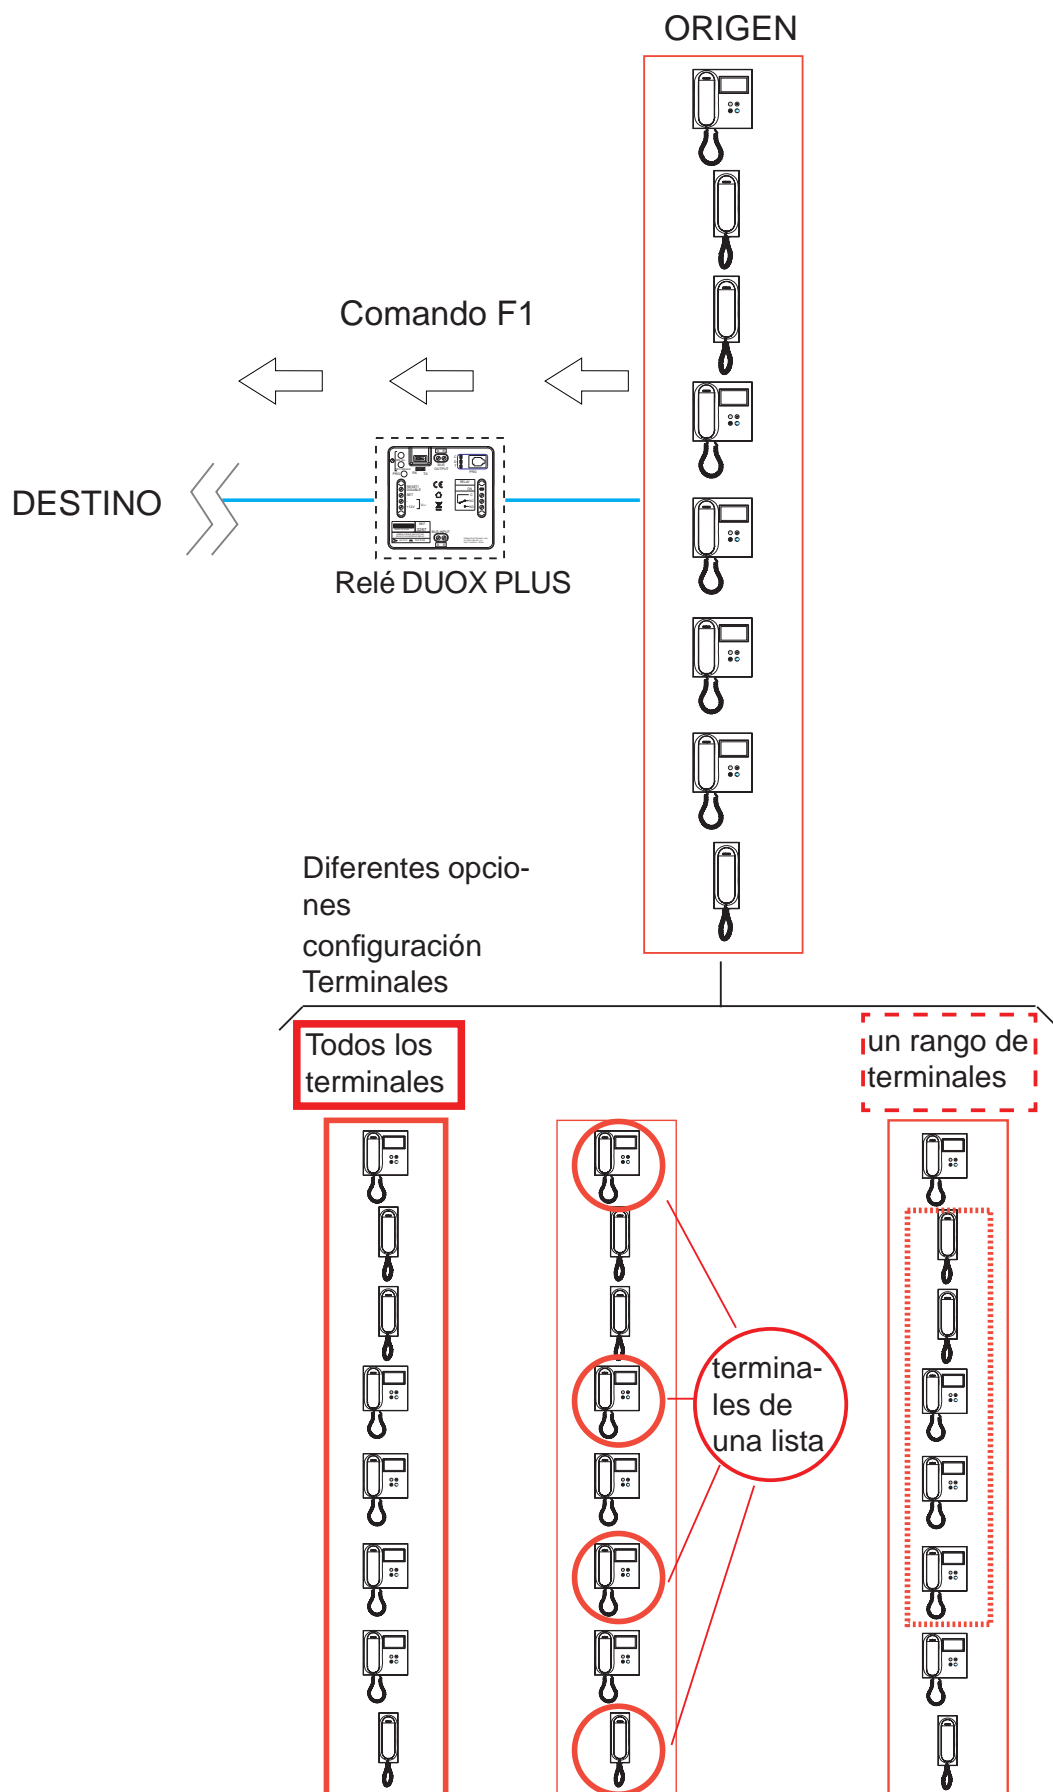 ORIGEN
Comando F1
DESTINO
Relé DUOX PLUS
Diferentes opcio-
nes
configuración
Terminales
Todos los
terminales
un rango de
terminales
termina-
les de
una lista